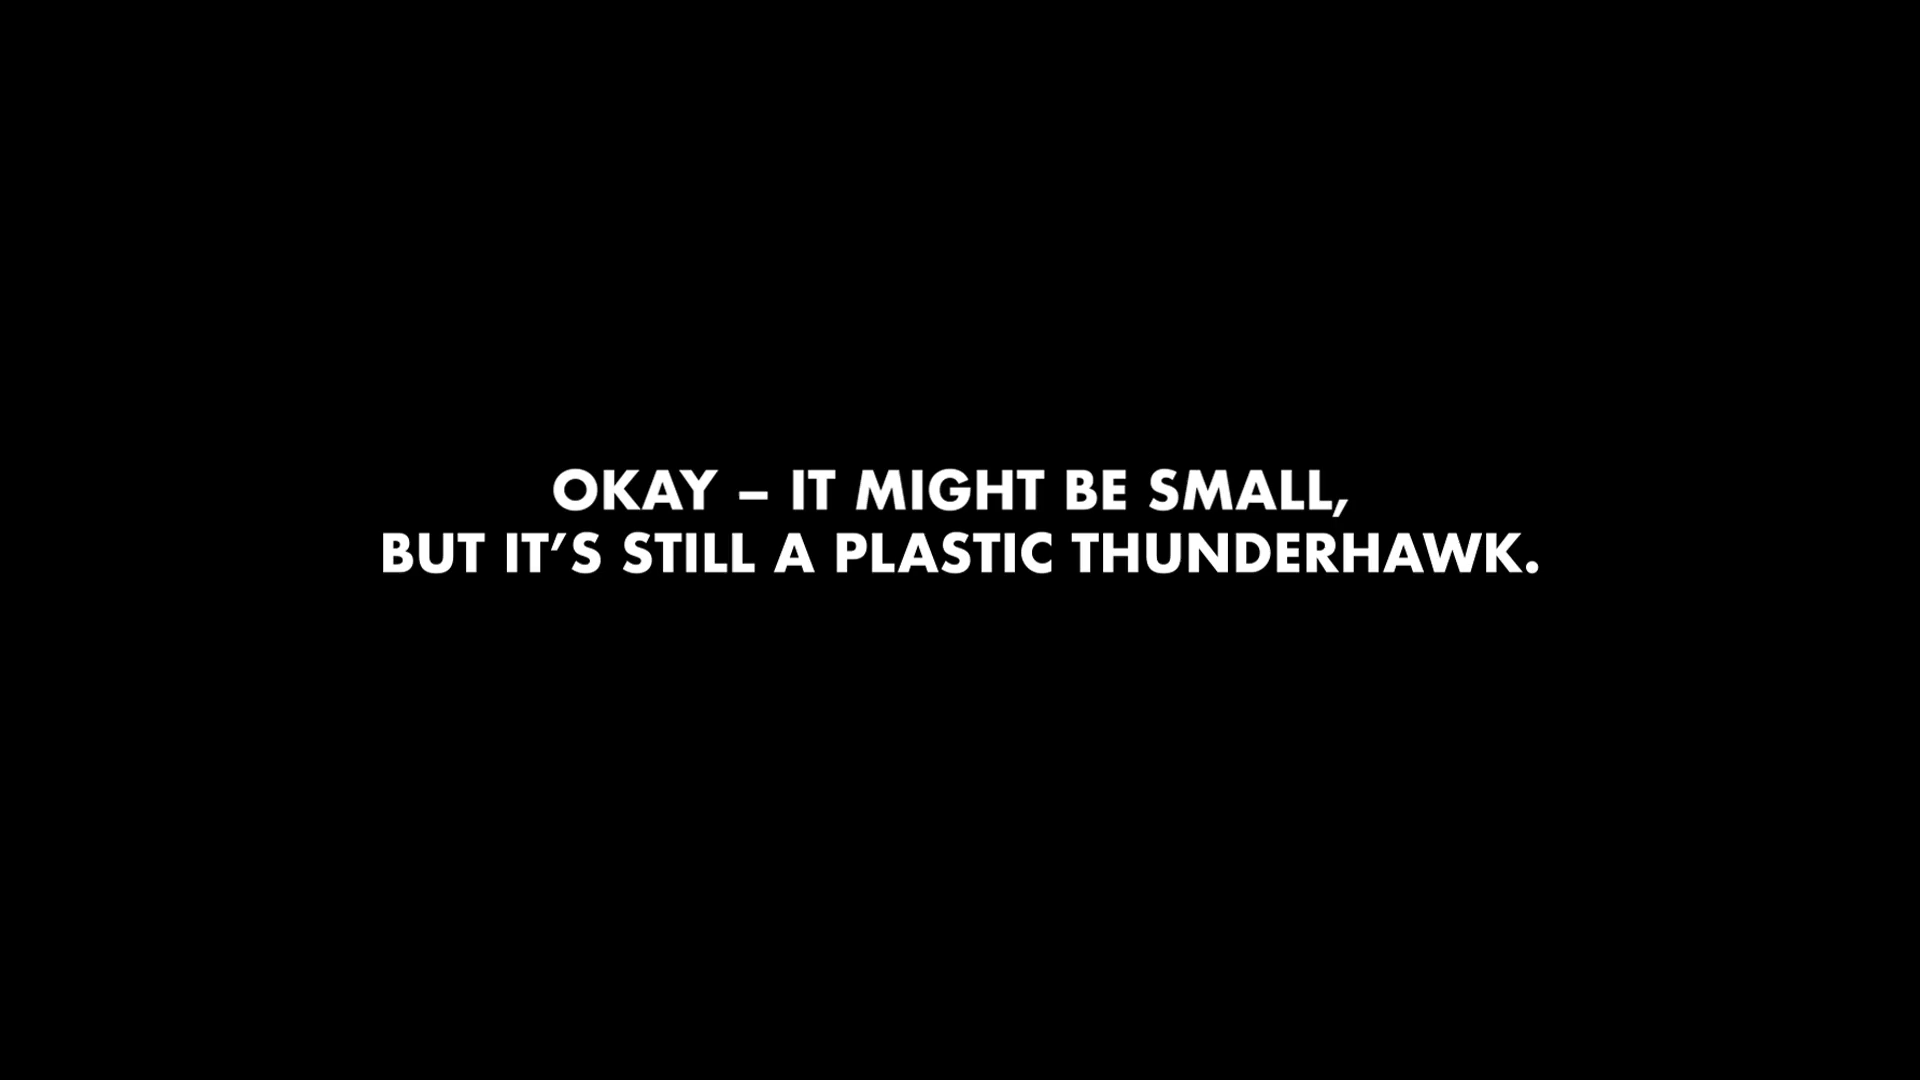 OKAY – IT MIGHT BE SMALL,
BUT IT’S STILL A PLASTIC THUNDERHAWK.